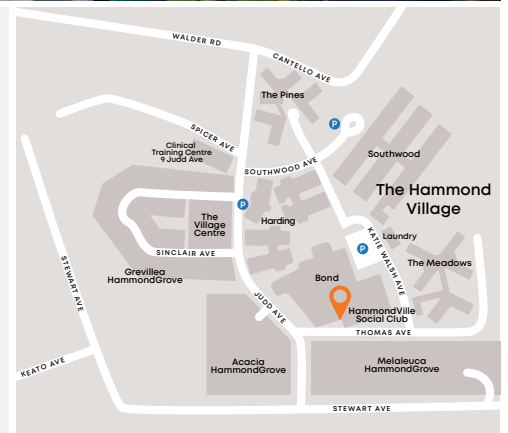 WALDER RD
CANTELLO AVE
The Pines
P
SPICER AVE
Clinical
Training Centre
9 Judd Ave
SOUTHWOOD AVE
Southwood
The Hammond
Village
P
The
Village
Centre
Harding
KATIE WALSH AVE
Laundry
P
SINCLAIR AVE
The Meadows
STEWART AVE
Grevillea
HammondGrove
Bond
JUDD AVE
HammondVille
Social Club
THOMAS AVE
KEATO AVE
Acacia
HammondGrove
Melaleuca
HammondGrove
STEWART AVE